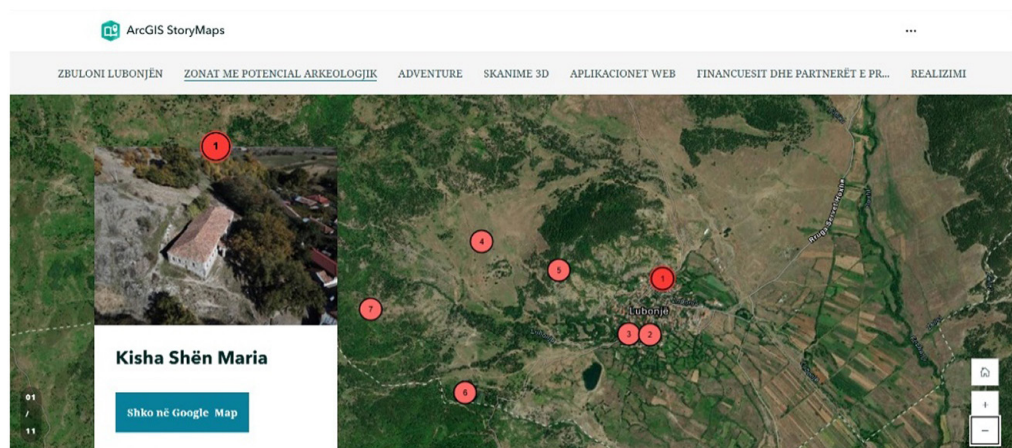 ArcGIS StoryMaps
...
ZBULONI LUBONJËN ZONAT ME POTENCIAL ARKEOLOGJIK ADVENTURE SKANIME 3D APLIKACIONET WEB FINANCUESIT DHE PARTNERËT E PR... REALIZIMI
1
4
5
1
7
Lubonjë
3 2
6
Kisha Shën Maria
Shko në Google Map
01
/
11
+
−